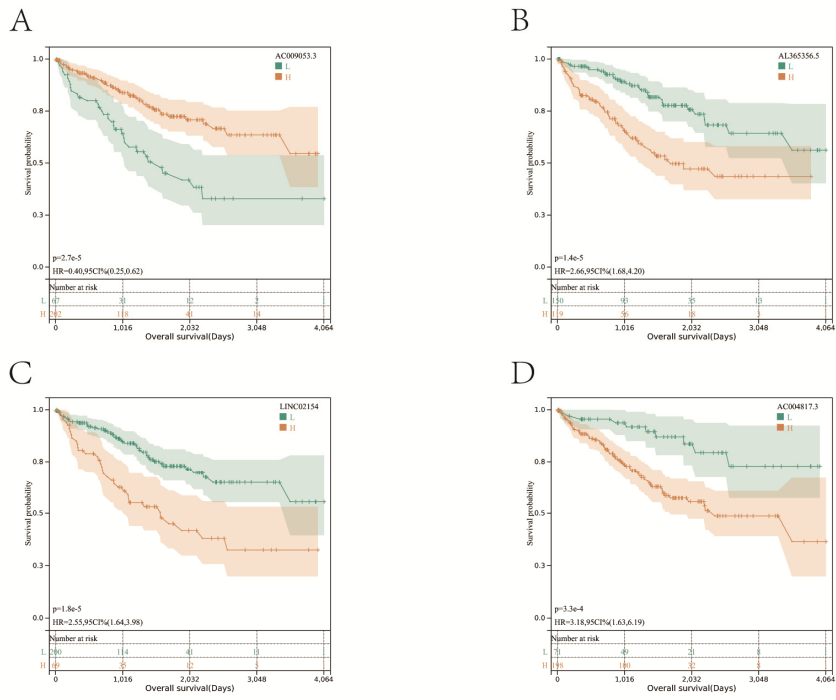 A
AC009053.3
L
H
Survival probability
1.0
0.8
0.5
0.3
0.0
p=2.7e-5
HR=0.40,95CI%(0.25,0.62)
Number at risk
L 67 31 12 2 1
H 202 118 41 14
0 1,016 2,032 3,048 4,064
Overall survival(Days)
B
AL365356.5
L
H
Survival probability
1.0
0.8
0.5
0.3
0.0
p=1.4e-5
HR=2.66,95CI%(1.68,4.20)
Number at risk
L 150 93 35 13 1
H 119 56 18 3
0 1,016 2,032 3,048 4,064
Overall survival(Days)
C
LINC02154
L
H
Survival probability
1.0
0.8
0.5
0.3
0.0
p=1.8e-5
HR=2.55,95CI%(1.64,3.98)
Number at risk
L 200 114 41 11 1
H 69 35 12 5
0 1,016 2,032 3,048 4,064
Overall survival(Days)
D
AC004817.3
L
H
Survival probability
1.0
0.8
0.5
0.3
0.0
p=3.3e-4
HR=3.18,95CI%(1.63,6.19)
Number at risk
L 71 49 21 8
H 198 100 32 8 1
0 1,016 2,032 3,048 4,064
Overall survival(Days)